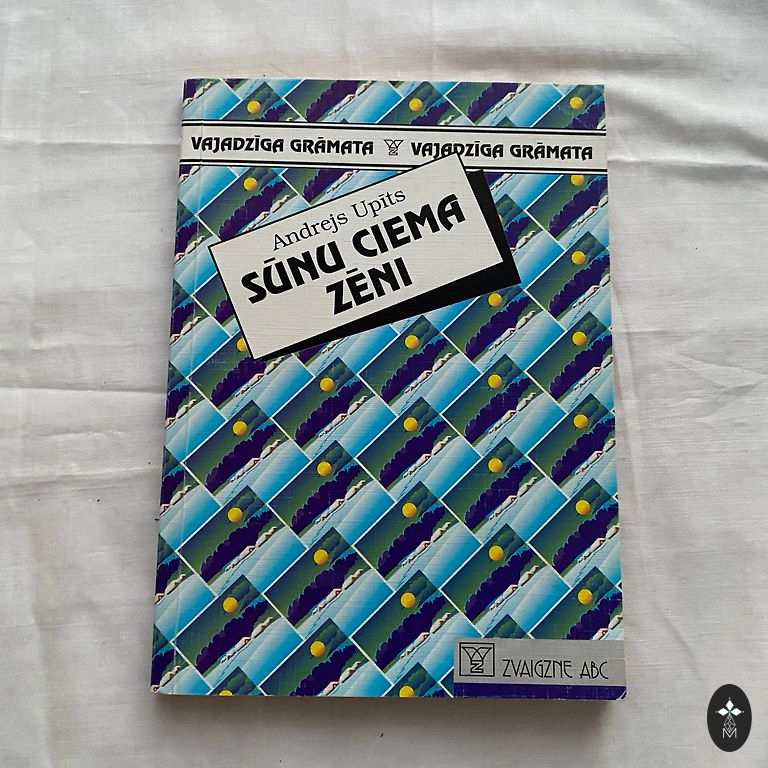 VAJADZĪGA GRĀMATA VAJADZĪGA GRĀMATA
Andrejs Upīts
SŪNU CIEMA
ZĒNI
ZVAIGZNE ABC